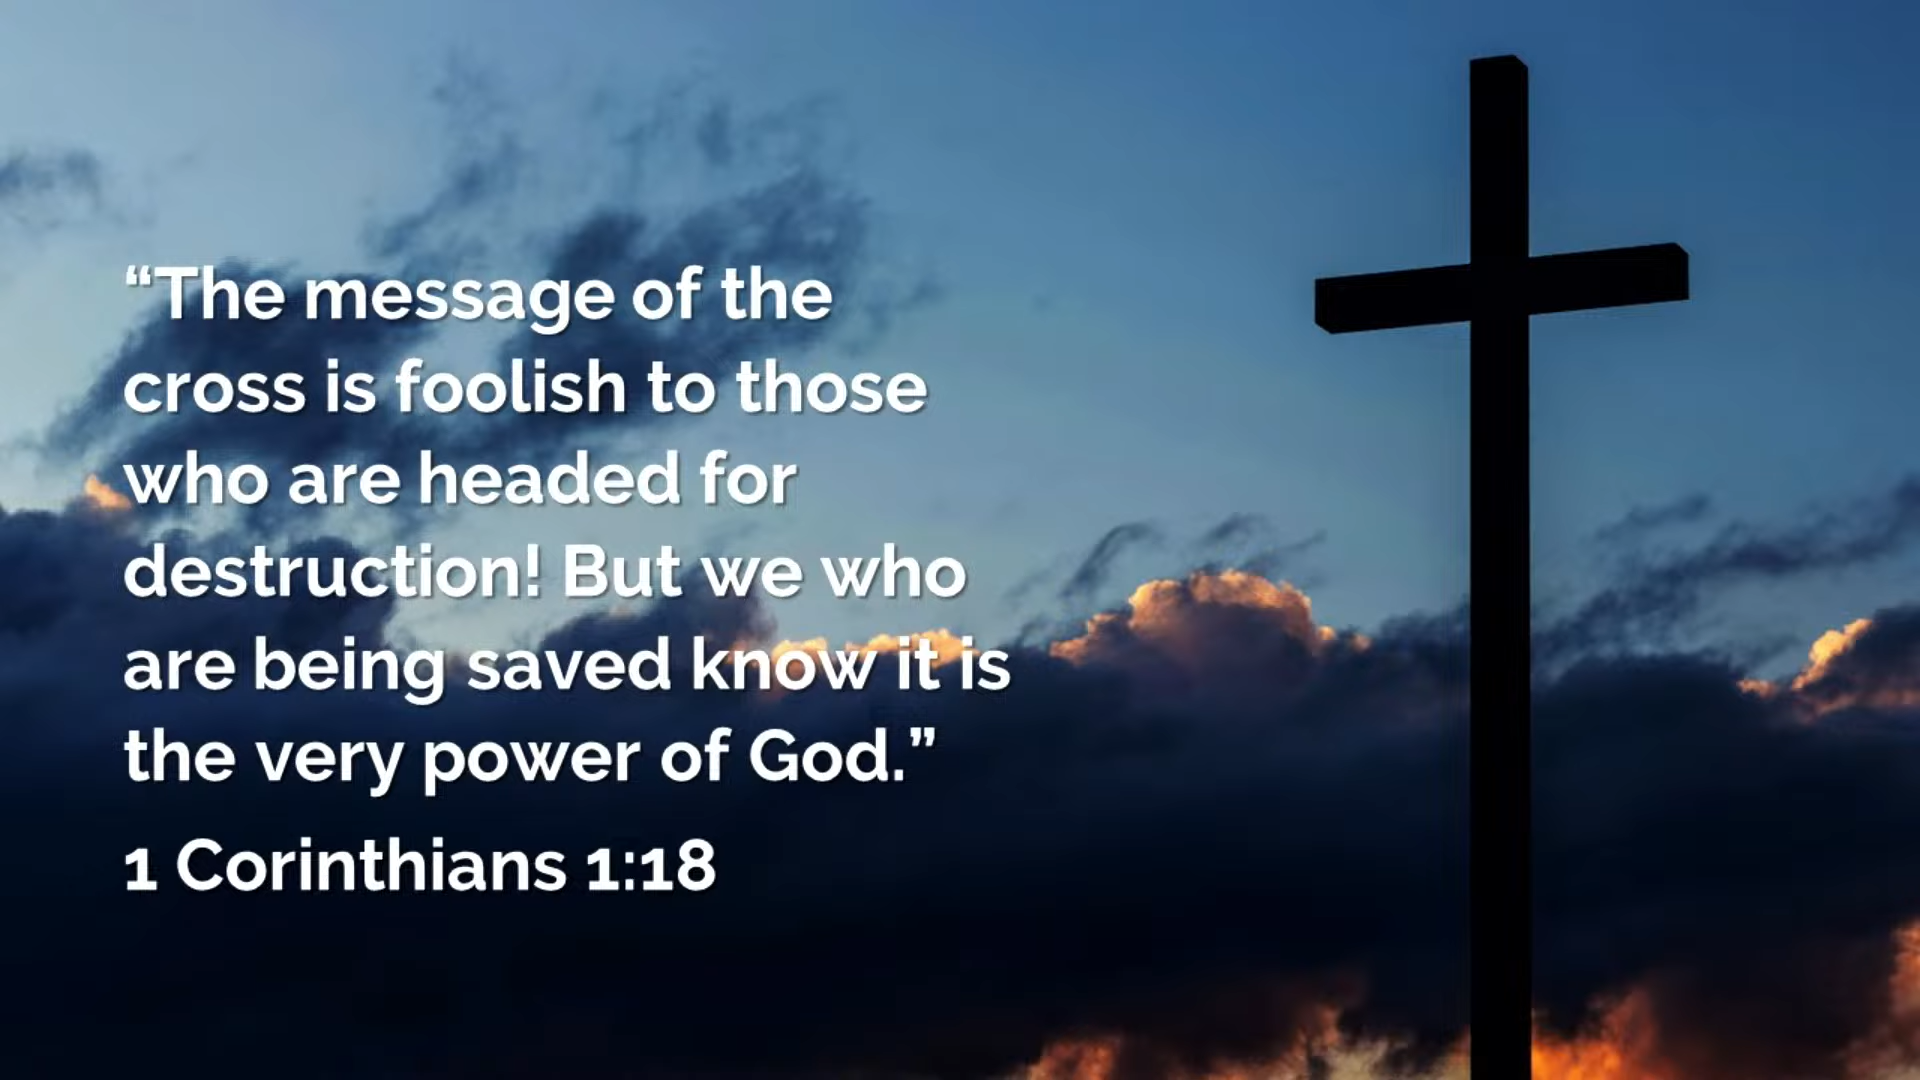 “The message of the
cross is foolish to those
who are headed for
destruction! But we who
are being saved know it is
the very power of God.”
1 Corinthians 1:18